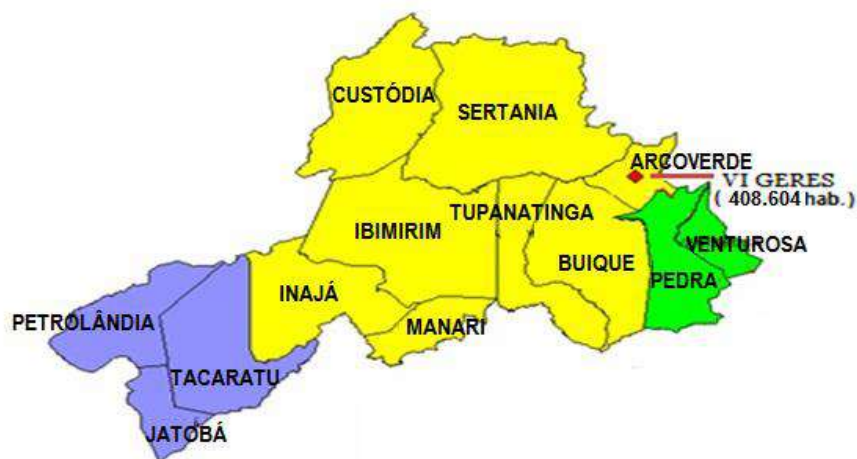 CUSTÓDIA
SERTANIA
ARCOVERDE
VI GERES
( 408.604 hab.)
TUPANATINGA
IBIMIRIM
VENTUROSA
BUIQUE
PEDRA
INAJÁ
PETROLÂNDIA
MANARI
TACARATU
JATOBÁ